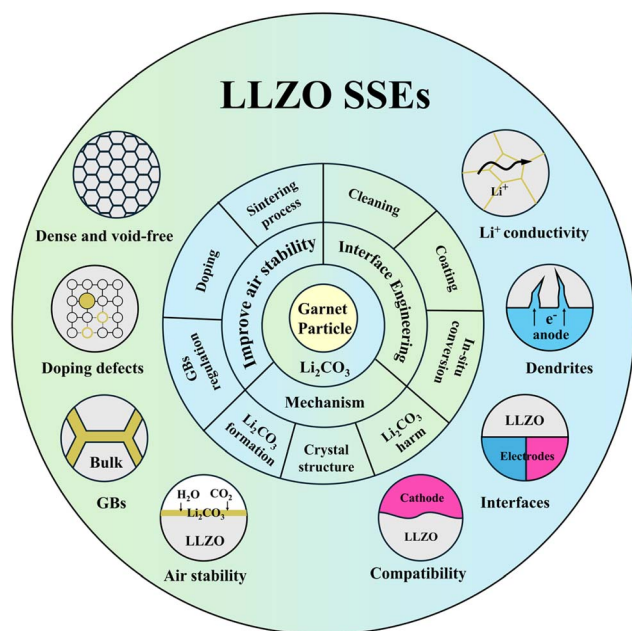 LLZO SSEs
Dense and void-free
Doping defects
Bulk
GBs
H₂O CO₂
Li₂CO₃
LLZO
Air stability
Li⁺
Li⁺ conductivity
e⁻
anode
Dendrites
LLZO
Electrodes
Interfaces
Cathode
LLZO
Compatibility
Sintering
process
Cleaning
Doping
Coating
GBs
regulation
In-situ
conversion
Li₂CO₃
formation
Crystal
structure
Li₂CO₃
harm
Improve air stability
Interface Engineering
Mechanism
Garnet
Particle
Li₂CO₃